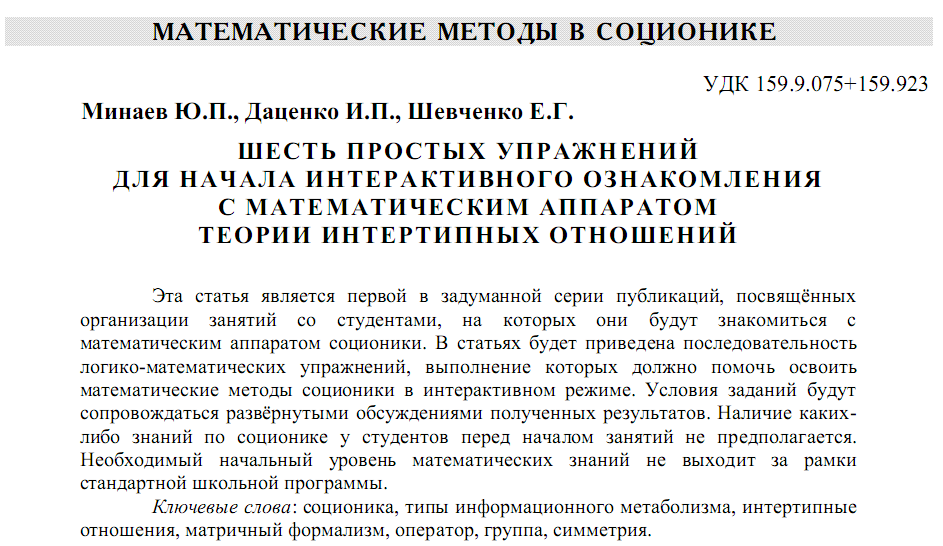 МАТЕМАТИЧЕСКИЕ МЕТОДЫ В СОЦИОНИКЕ
УДК 159.9.075+159.923
Минаев Ю.П., Даценко И.П., Шевченко Е.Г.
ШЕСТЬ ПРОСТЫХ УПРАЖНЕНИЙ
ДЛЯ НАЧАЛА ИНТЕРАКТИВНОГО ОЗНАКОМЛЕНИЯ
С МАТЕМАТИЧЕСКИМ АППАРАТОМ
ТЕОРИИ ИНТЕРТИПНЫХ ОТНОШЕНИЙ
Эта статья является первой в задуманной серии публикаций, посвящённых
организации занятий со студентами, на которых они будут знакомиться с
математическим аппаратом соционики. В статьях будет приведена последовательность
логико-математических упражнений, выполнение которых должно помочь освоить
математические методы соционики в интерактивном режиме. Условия заданий будут
сопровождаться развёрнутыми обсуждениями полученных результатов. Наличие каких-
либо знаний по соционике у студентов перед началом занятий не предполагается.
Необходимый начальный уровень математических знаний не выходит за рамки
стандартной школьной программы.
Ключевые слова: соционика, типы информационного метаболизма, интертипные
отношения, матричный формализм, оператор, группа, симметрия.